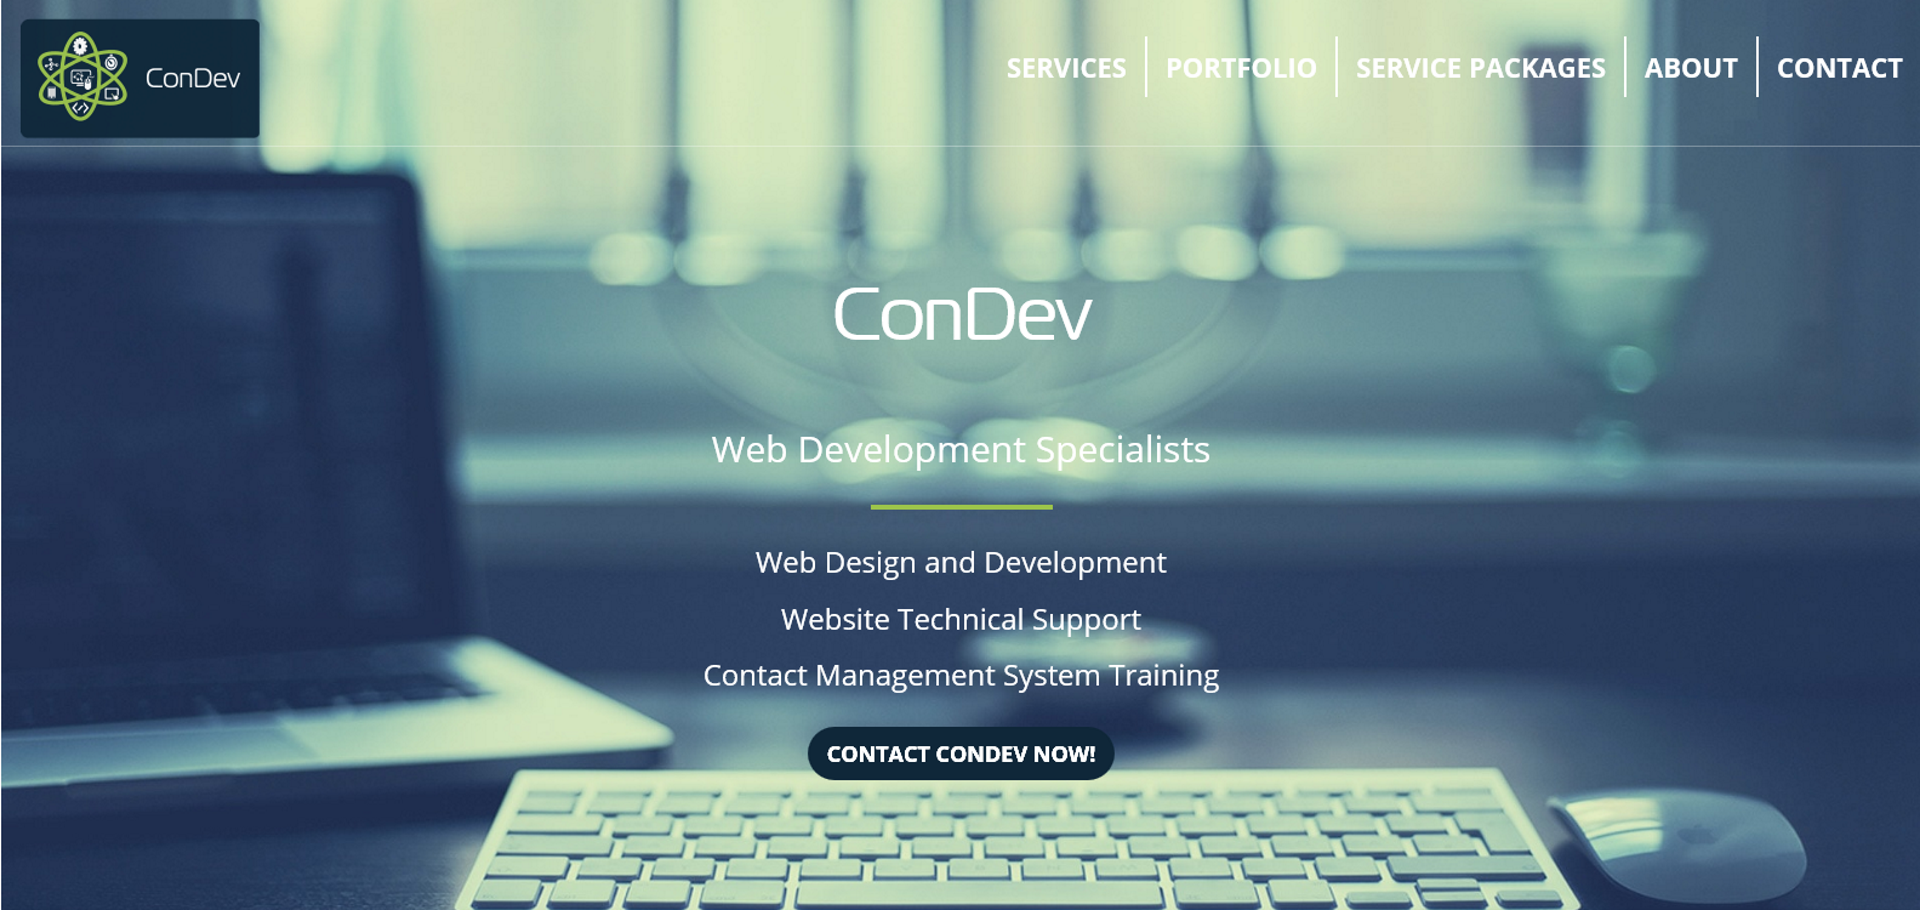 ConDev
SERVICES
PORTFOLIO
SERVICE PACKAGES
ABOUT
CONTACT
ConDev
Web Development Specialists
Web Design and Development
Website Technical Support
Contact Management System Training
CONTACT CONDEV NOW!